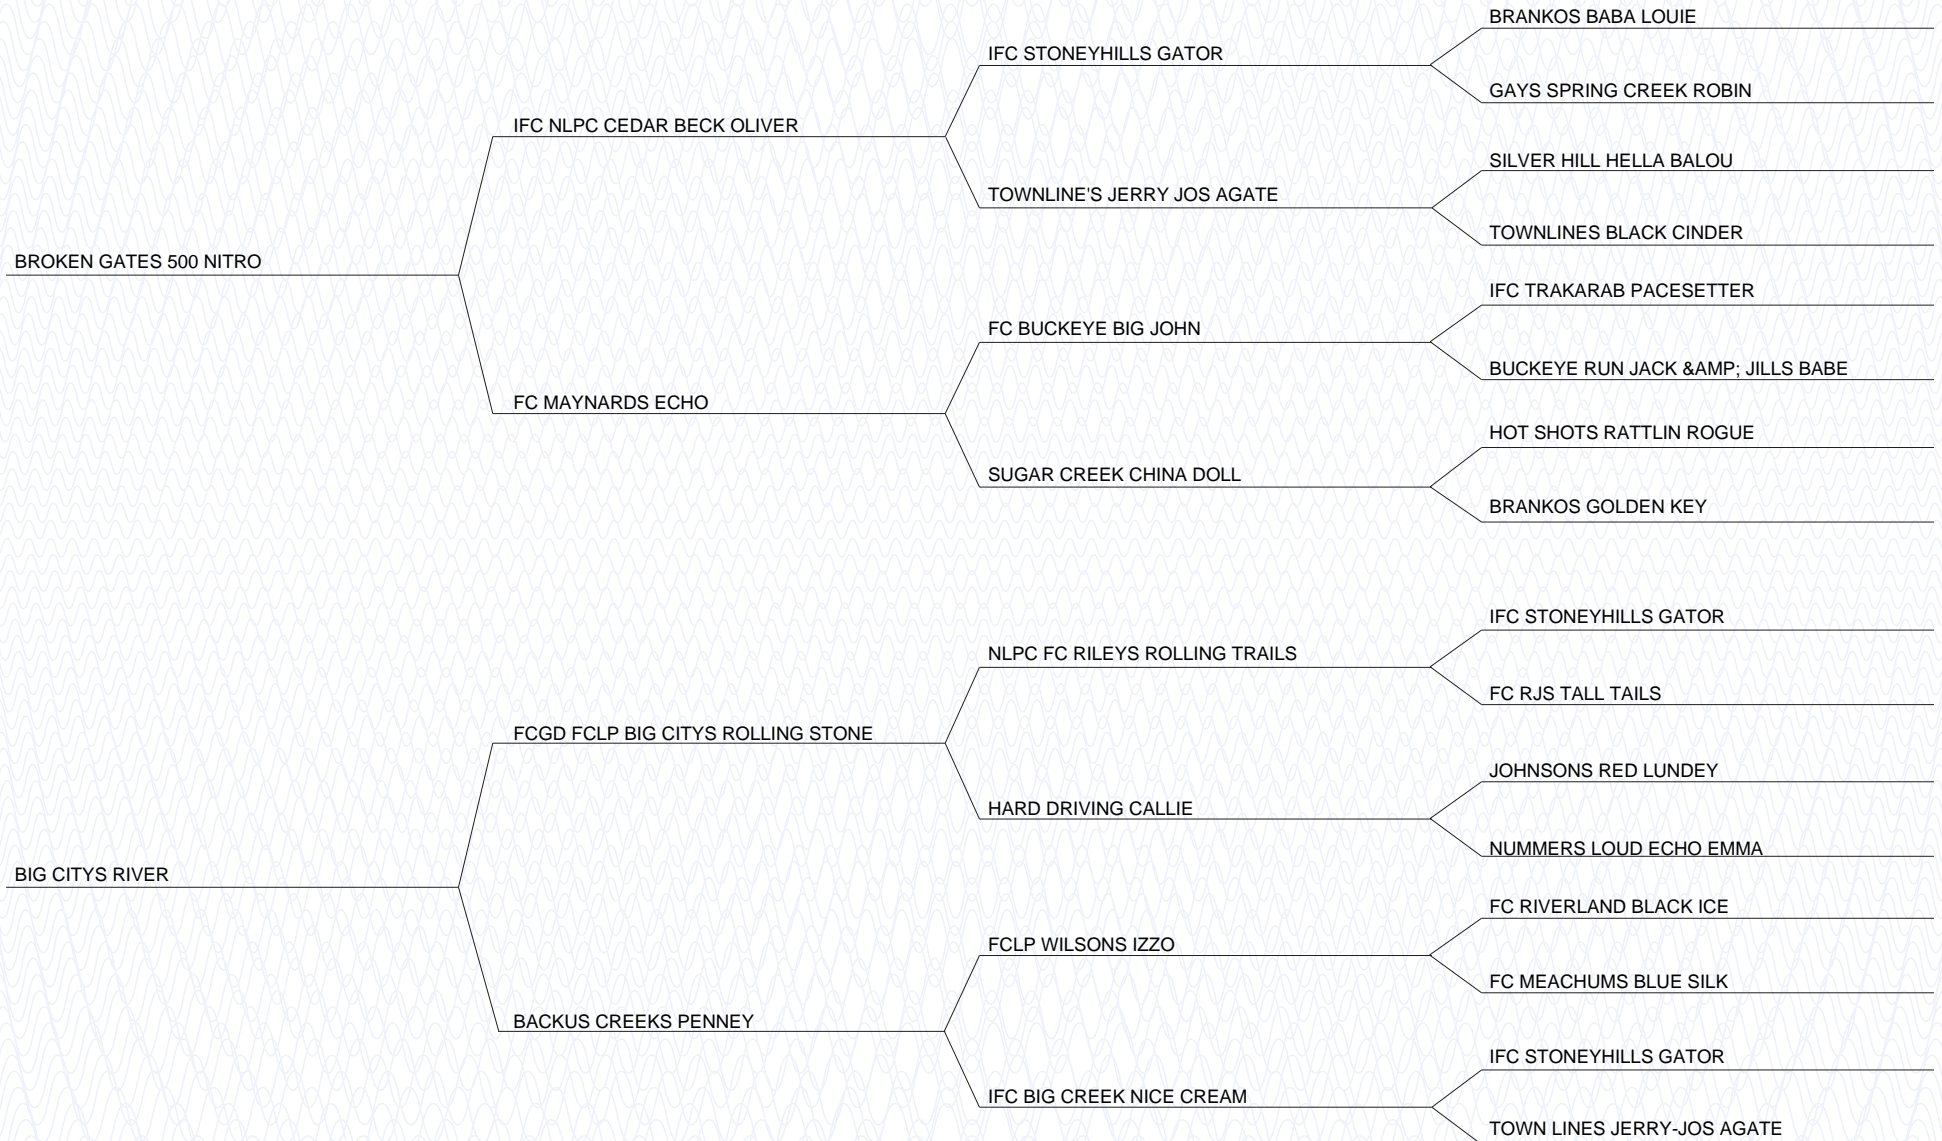 BRANKOS BABA LOUIE
IFC STONEYHILLS GATOR
GAYS SPRING CREEK ROBIN
IFC NLPC CEDAR BECK OLIVER
SILVER HILL HELLA BALOU
TOWNLINE'S JERRY JOS AGATE
TOWNLINES BLACK CINDER
BROKEN GATES 500 NITRO
IFC TRAKARAB PACESETTER
FC BUCKEYE BIG JOHN
BUCKEYE RUN JACK &AMP; JILLS BABE
FC MAYNARDS ECHO
HOT SHOTS RATTLIN ROGUE
SUGAR CREEK CHINA DOLL
BRANKOS GOLDEN KEY
IFC STONEYHILLS GATOR
NLPC FC RILEYS ROLLING TRAILS
FC RJS TALL TAILS
FCGD FCLP BIG CITYS ROLLING STONE
JOHNSONS RED LUNDEY
HARD DRIVING CALLIE
NUMMERS LOUD ECHO EMMA
BIG CITYS RIVER
FC RIVERLAND BLACK ICE
FCLP WILSONS IZZO
FC MEACHUMS BLUE SILK
BACKUS CREEKS PENNEY
IFC STONEYHILLS GATOR
IFC BIG CREEK NICE CREAM
TOWN LINES JERRY-JOS AGATE